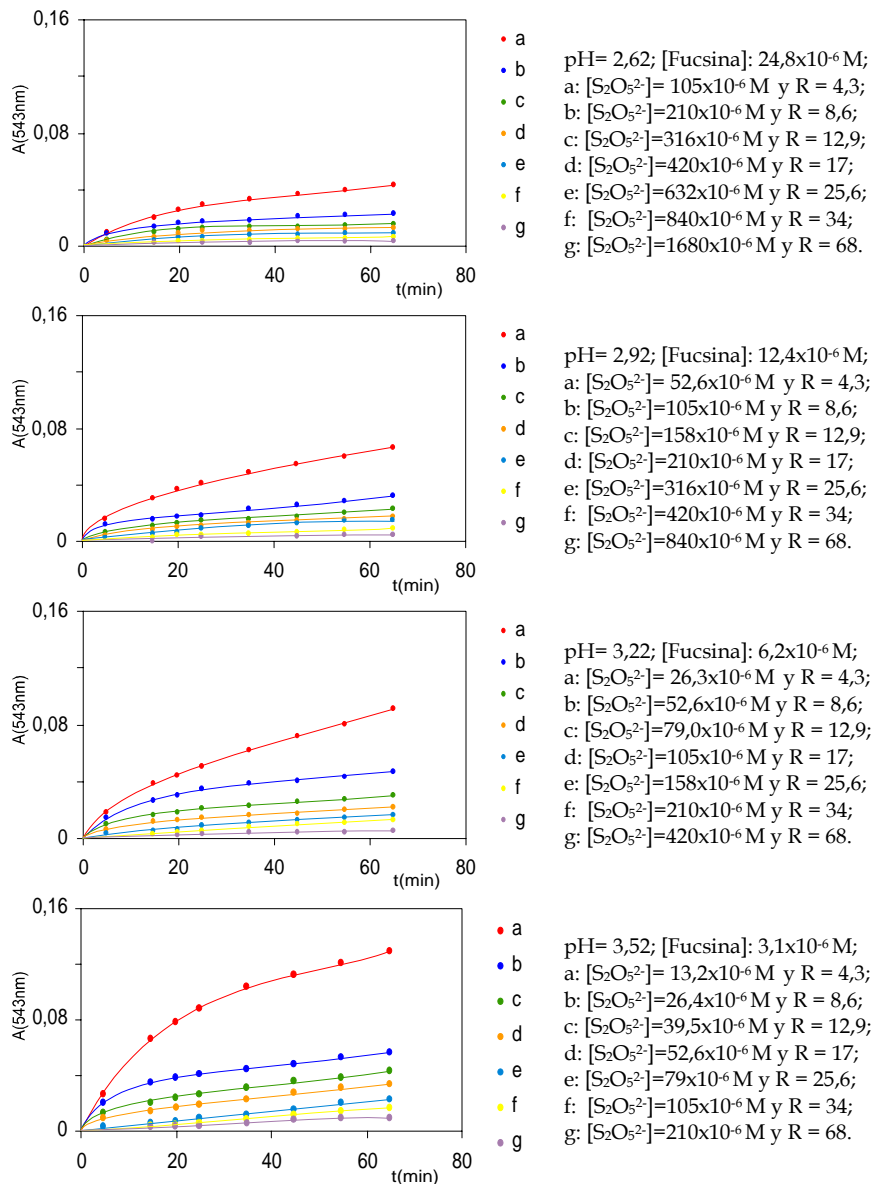 0,16
0,08
0
A(543nm)
0 20 40 60 80
t(min)
a
b
c
d
e
f
g
pH= 2,62; [Fucsina]: 24,8x10⁻⁶ M;
a: [S₂O₅²⁻]= 105x10⁻⁶ M y R = 4,3;
b: [S₂O₅²⁻]=210x10⁻⁶ M y R = 8,6;
c: [S₂O₅²⁻]=316x10⁻⁶ M y R = 12,9;
d: [S₂O₅²⁻]=420x10⁻⁶ M y R = 17;
e: [S₂O₅²⁻]=632x10⁻⁶ M y R = 25,6;
f: [S₂O₅²⁻]=840x10⁻⁶ M y R = 34;
g: [S₂O₅²⁻]=1680x10⁻⁶ M y R = 68.
0,16
0,08
0
A(543nm)
0 20 40 60 80
t(min)
a
b
c
d
e
f
g
pH= 2,92; [Fucsina]: 12,4x10⁻⁶ M;
a: [S₂O₅²⁻]= 52,6x10⁻⁶ M y R = 4,3;
b: [S₂O₅²⁻]=105x10⁻⁶ M y R = 8,6;
c: [S₂O₅²⁻]=158x10⁻⁶ M y R = 12,9;
d: [S₂O₅²⁻]=210x10⁻⁶ M y R = 17;
e: [S₂O₅²⁻]=316x10⁻⁶ M y R = 25,6;
f: [S₂O₅²⁻]=420x10⁻⁶ M y R = 34;
g: [S₂O₅²⁻]=840x10⁻⁶ M y R = 68.
0,16
0,08
0
A(543nm)
0 20 40 60 80
t(min)
a
b
c
d
e
f
g
pH= 3,22; [Fucsina]: 6,2x10⁻⁶ M;
a: [S₂O₅²⁻]= 26,3x10⁻⁶ M y R = 4,3;
b: [S₂O₅²⁻]=52,6x10⁻⁶ M y R = 8,6;
c: [S₂O₅²⁻]=79,0x10⁻⁶ M y R = 12,9;
d: [S₂O₅²⁻]=105x10⁻⁶ M y R = 17;
e: [S₂O₅²⁻]=158x10⁻⁶ M y R = 25,6;
f: [S₂O₅²⁻]=210x10⁻⁶ M y R = 34;
g: [S₂O₅²⁻]=420x10⁻⁶ M y R = 68.
0,16
0,08
0
A(543nm)
0 20 40 60 80
t(min)
a
b
c
d
e
f
g
pH= 3,52; [Fucsina]: 3,1x10⁻⁶ M;
a: [S₂O₅²⁻]= 13,2x10⁻⁶ M y R = 4,3;
b: [S₂O₅²⁻]=26,4x10⁻⁶ M y R = 8,6;
c: [S₂O₅²⁻]=39,5x10⁻⁶ M y R = 12,9;
d: [S₂O₅²⁻]=52,6x10⁻⁶ M y R = 17;
e: [S₂O₅²⁻]=79x10⁻⁶ M y R = 25,6;
f: [S₂O₅²⁻]=105x10⁻⁶ M y R = 34;
g: [S₂O₅²⁻]=210x10⁻⁶ M y R = 68.